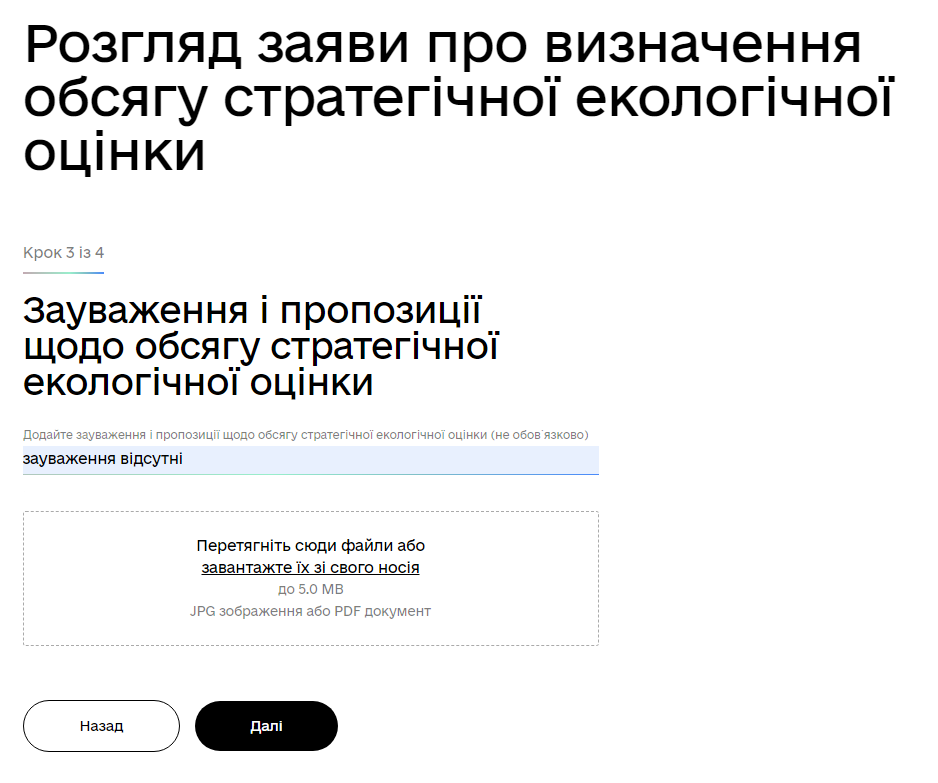 Розгляд заяви про визначення
обсягу стратегічної екологічної
оцінки
Крок 3 із 4
Зауваження і пропозиції
щодо обсягу стратегічної
екологічної оцінки
Додайте зауваження і пропозиції щодо обсягу стратегічної екологічної оцінки (не обов`язково)
зауваження відсутні
Перетягніть сюди файли або
завантажте їх зі свого носія
до 5.0 MB
JPG зображення або PDF документ
Назад
Далі